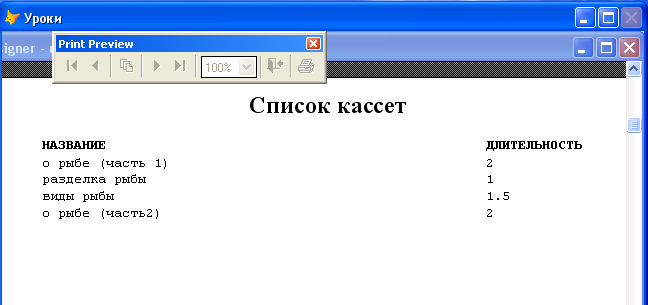 Уроки
signer -
Print Preview
100%
Список кассет
НАЗВАНИЕ ДЛИТЕЛЬНОСТЬ
о рыбе (часть 1) 2
разделка рыбы 1
виды рыбы 1.5
о рыбе (часть2) 2